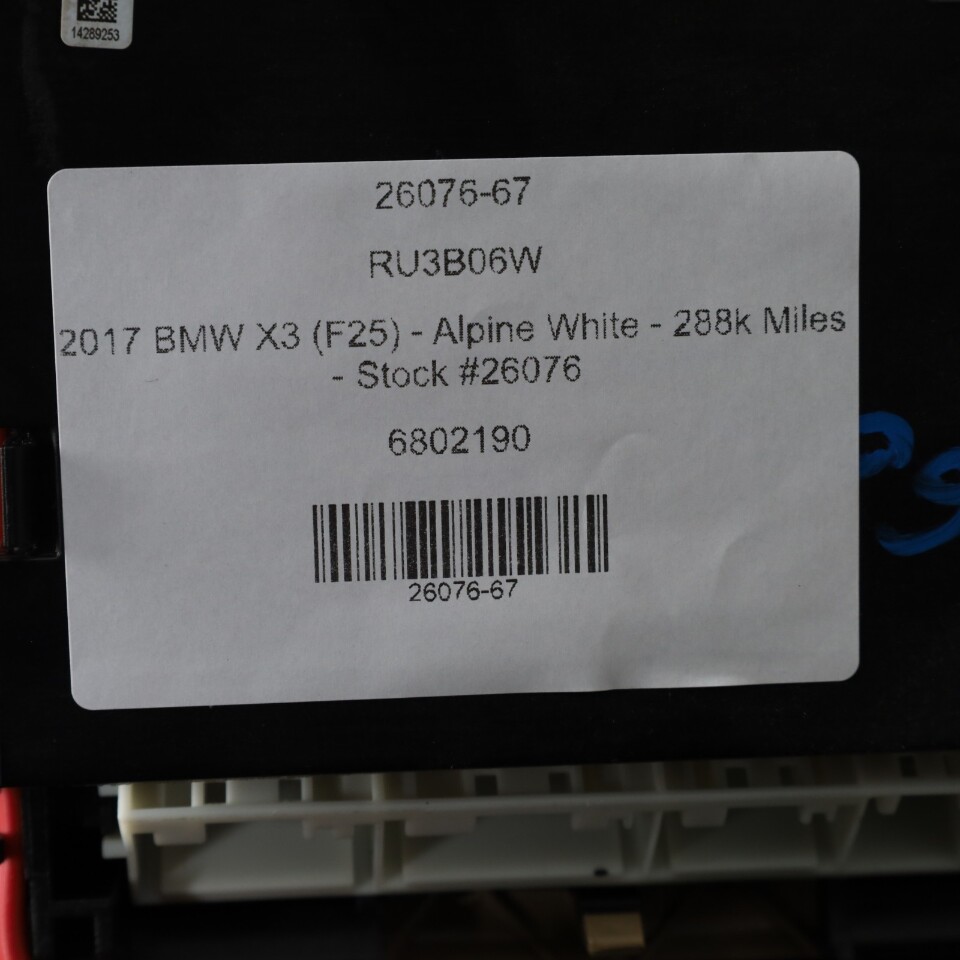 14289253
26076-67
RU3B06W
2017 BMW X3 (F25) - Alpine White - 288k Miles
- Stock #26076
6802190
26076-67